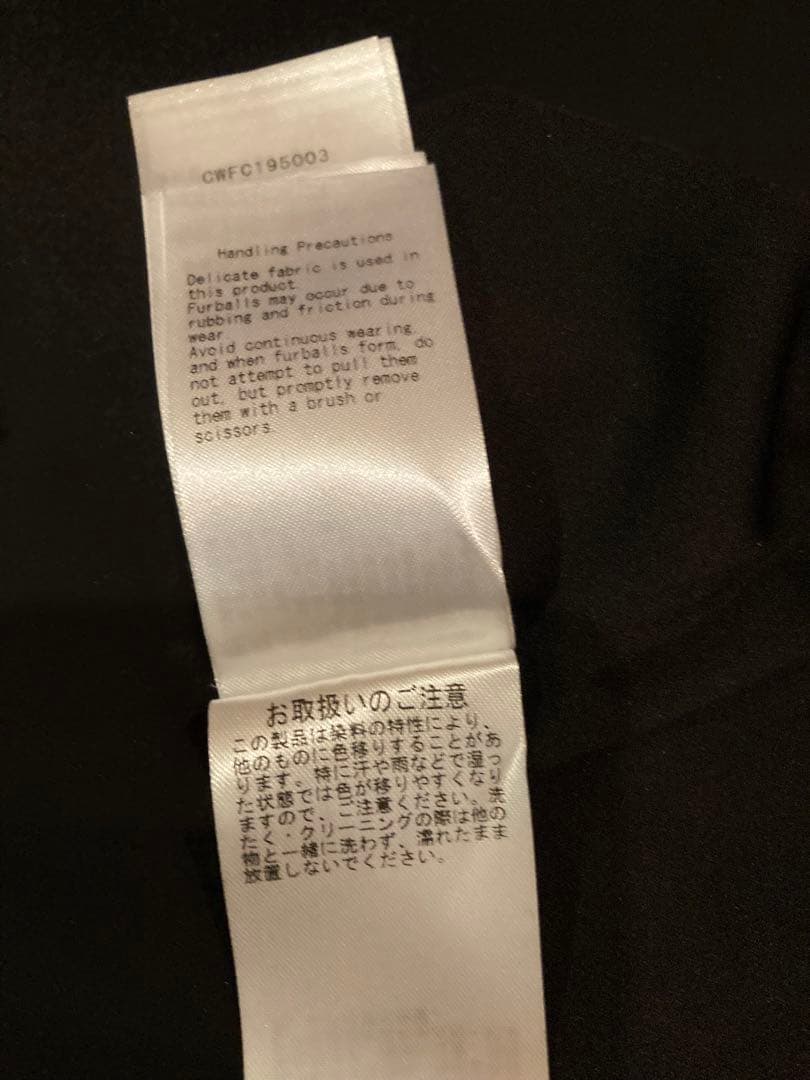 CWFC195003
Handling Precautions
Delicate fabric is used in
this product
Furballs may occur due to
rubbing and friction during
wear
Avoid continuous wearing,
and when furballs form, do
not attempt to pull them
out, but promptly remove
them with a brush or
scissors
お取扱いのご注意
この製品は染料の特性により、
他のものに色移りすることがあ
ります。特に汗や雨などで湿っ
た状態では色が移りやすくなり
ますので、ご注意ください。洗
たく・クリーニングの際は他の
物と一緒に洗わず、濡れたまま
放置しないでください。